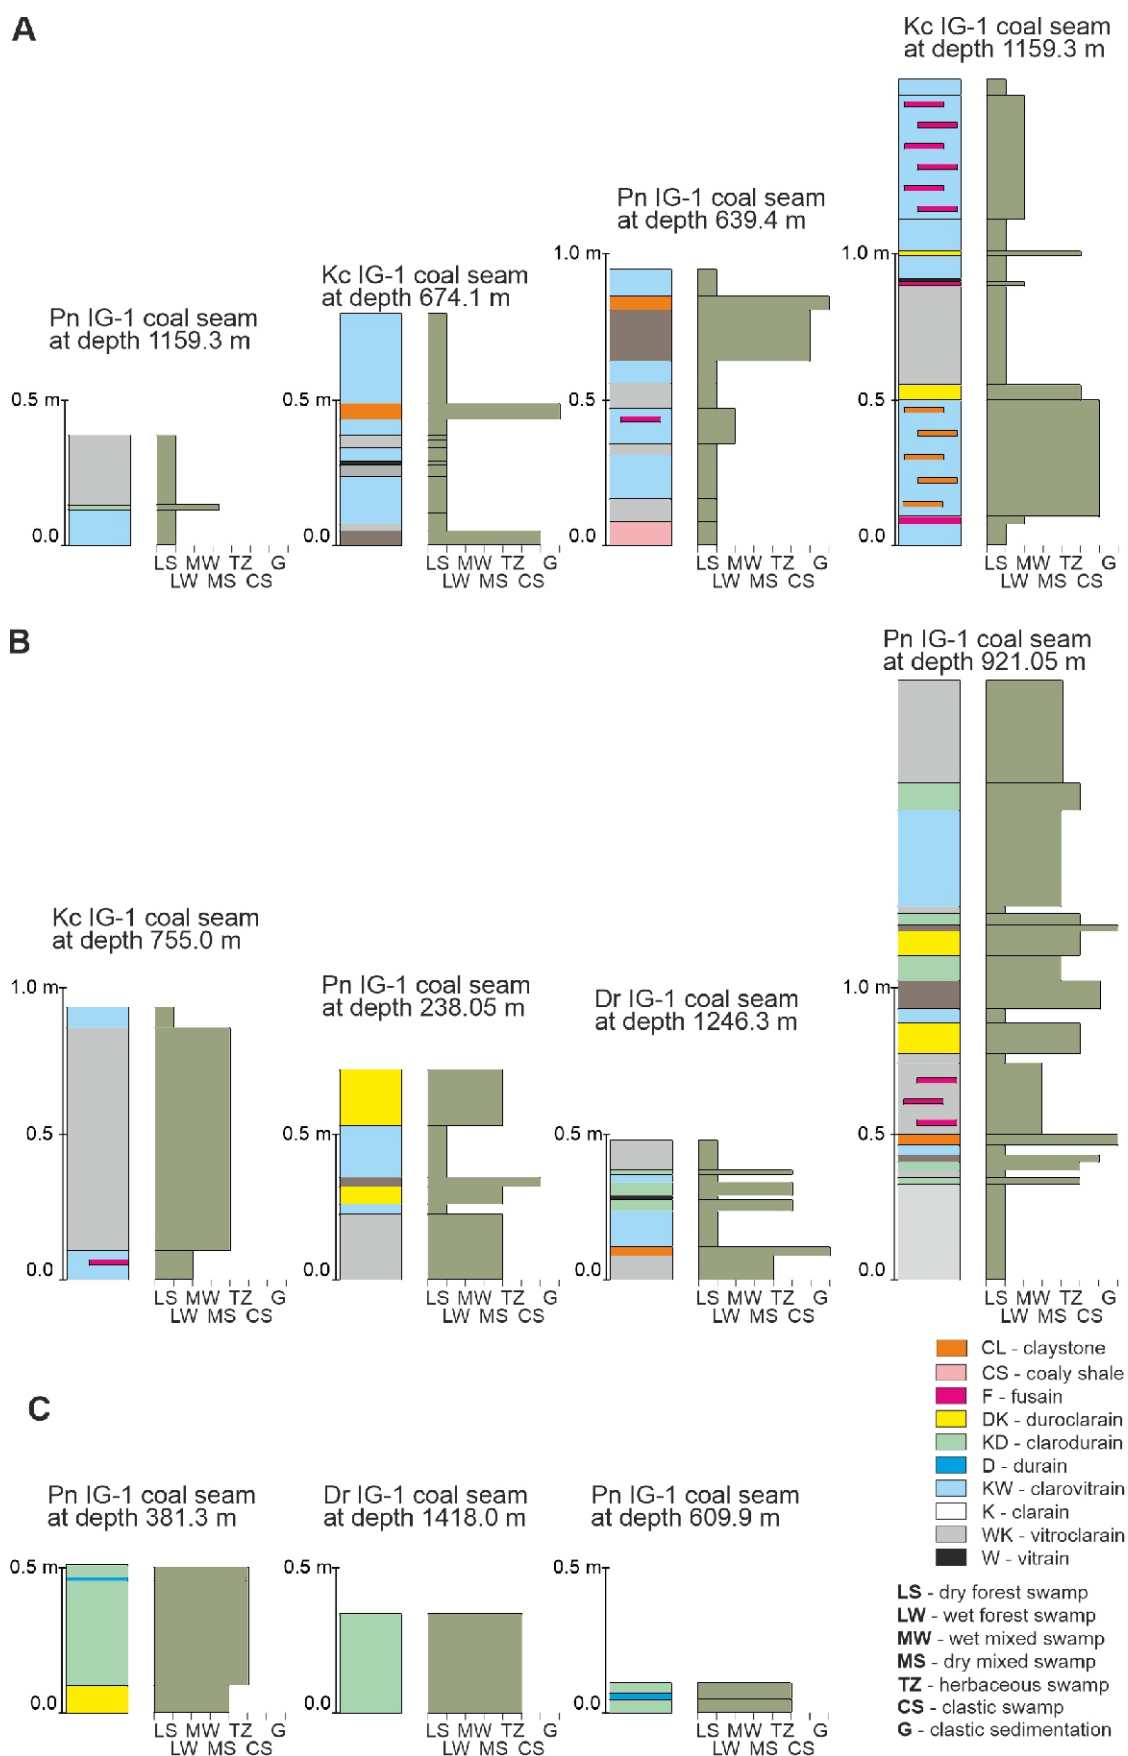 A
Kc IG-1 coal seam
at depth 1159.3 m
Pn IG-1 coal seam
at depth 639.4 m
1.0 m
1.0 m
Kc IG-1 coal seam
at depth 674.1 m
Pn IG-1 coal seam
at depth 1159.3 m
0.5 m
0.5 m
0.5
0.5
0.0
0.0
0.0
0.0
LS MW TZ G
LW MS CS
LS MW TZ G
LW MS CS
LS MW TZ G
LW MS CS
LS MW TZ G
LW MS CS
B
Pn IG-1 coal seam
at depth 921.05 m
Kc IG-1 coal seam
at depth 755.0 m
Pn IG-1 coal seam
at depth 238.05 m
Dr IG-1 coal seam
at depth 1246.3 m
1.0 m
1.0 m
0.5
0.5 m
0.5 m
0.5
0.0
0.0
0.0
0.0
LS MW TZ G
LW MS CS
LS MW TZ G
LW MS CS
LS MW TZ G
LW MS CS
LS MW TZ G
LW MS CS
CL - claystone
CS - coaly shale
F - fusain
DK - duroclarain
KD - clarodurain
D - durain
KW - clarovitrain
K - clarain
WK - vitroclarain
W - vitrain
LS - dry forest swamp
LW - wet forest swamp
MW - wet mixed swamp
MS - dry mixed swamp
TZ - herbaceous swamp
CS - clastic swamp
G - clastic sedimentation
C
Pn IG-1 coal seam
at depth 381.3 m
Dr IG-1 coal seam
at depth 1418.0 m
Pn IG-1 coal seam
at depth 609.9 m
0.5 m
0.5 m
0.5 m
0.0
0.0
0.0
LS MW TZ G
LW MS CS
LS MW TZ G
LW MS CS
LS MW TZ G
LW MS CS